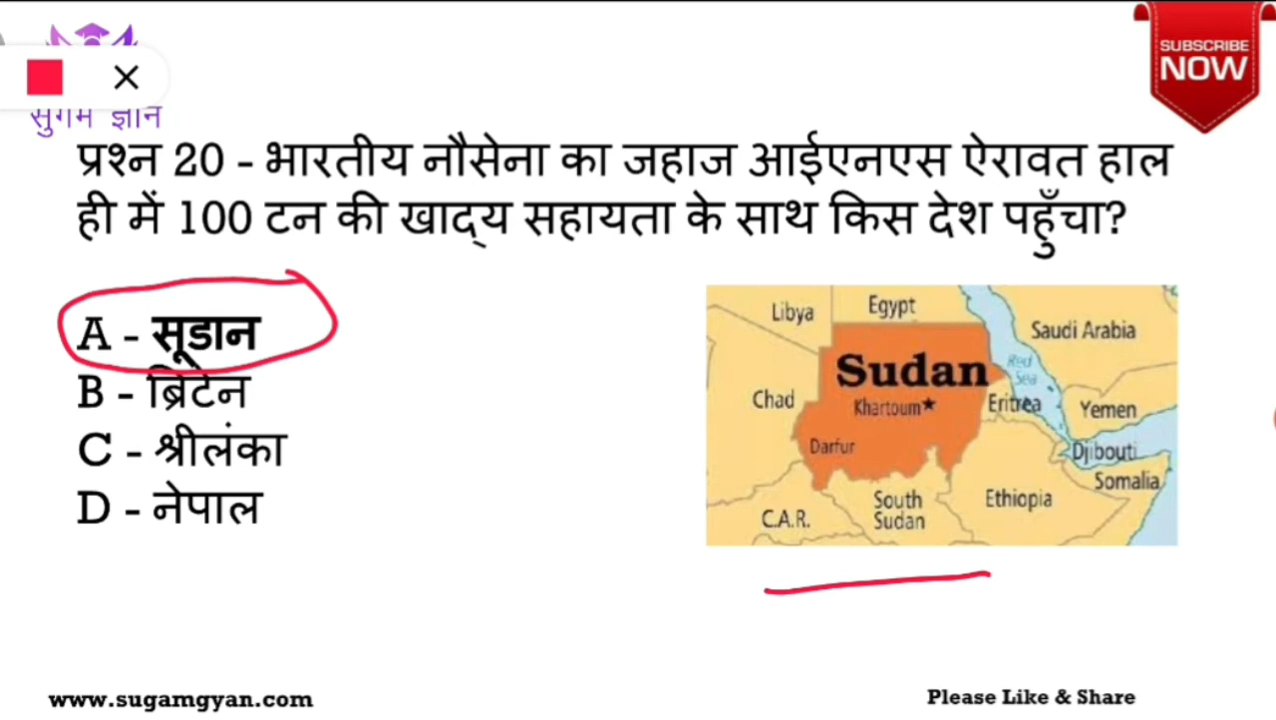 SUBSCRIBE
NOW
सुगम ज्ञान
प्रश्न 20 - भारतीय नौसेना का जहाज आईएनएस ऐरावत हाल
ही में 100 टन की खाद्य सहायता के साथ किस देश पहुँचा?
A - सूडान
B - ब्रिटेन
C - श्रीलंका
D - नेपाल
Libya
Egypt
Saudi Arabia
Sudan
Red
Sea
Chad
Khartoum
Eritrea
Yemen
Darfur
Djibouti
Somalia
South
Sudan
Ethiopia
C.A.R.
www.sugamgyan.com
Please Like & Share